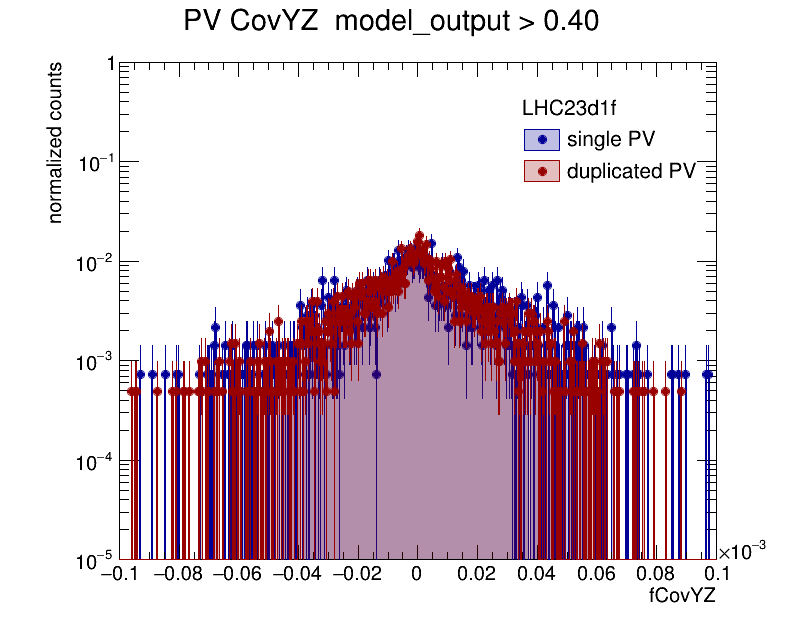 PV CovYZ  model_output > 0.40
normalized counts
1
10⁻¹
10⁻²
10⁻³
10⁻⁴
10⁻⁵
LHC23d1f
single PV
duplicated PV
−0.1 −0.08 −0.06 −0.04 −0.02 0 0.02 0.04 0.06 0.08 0.1
×10⁻³
fCovYZ